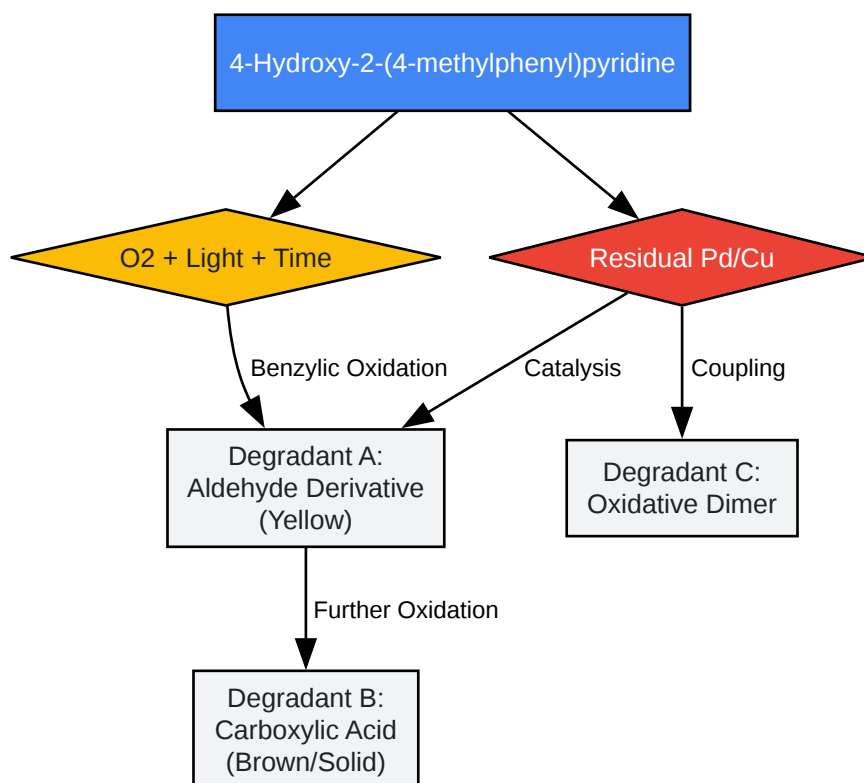 4-Hydroxy-2-(4-methylphenyl)pyridine
O2 + Light + Time
Residual Pd/Cu
Benzylic Oxidation
Catalysis
Coupling
Degradant A:
Aldehyde Derivative
(Yellow)
Degradant C:
Oxidative Dimer
Further Oxidation
Degradant B:
Carboxylic Acid
(Brown/Solid)